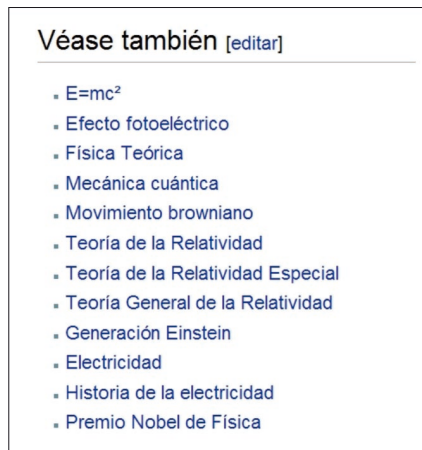 Véase también [editar]
E=mc²
Efecto fotoeléctrico
Física Teórica
Mecánica cuántica
Movimiento browniano
Teoría de la Relatividad
Teoría de la Relatividad Especial
Teoría General de la Relatividad
Generación Einstein
Electricidad
Historia de la electricidad
Premio Nobel de Física